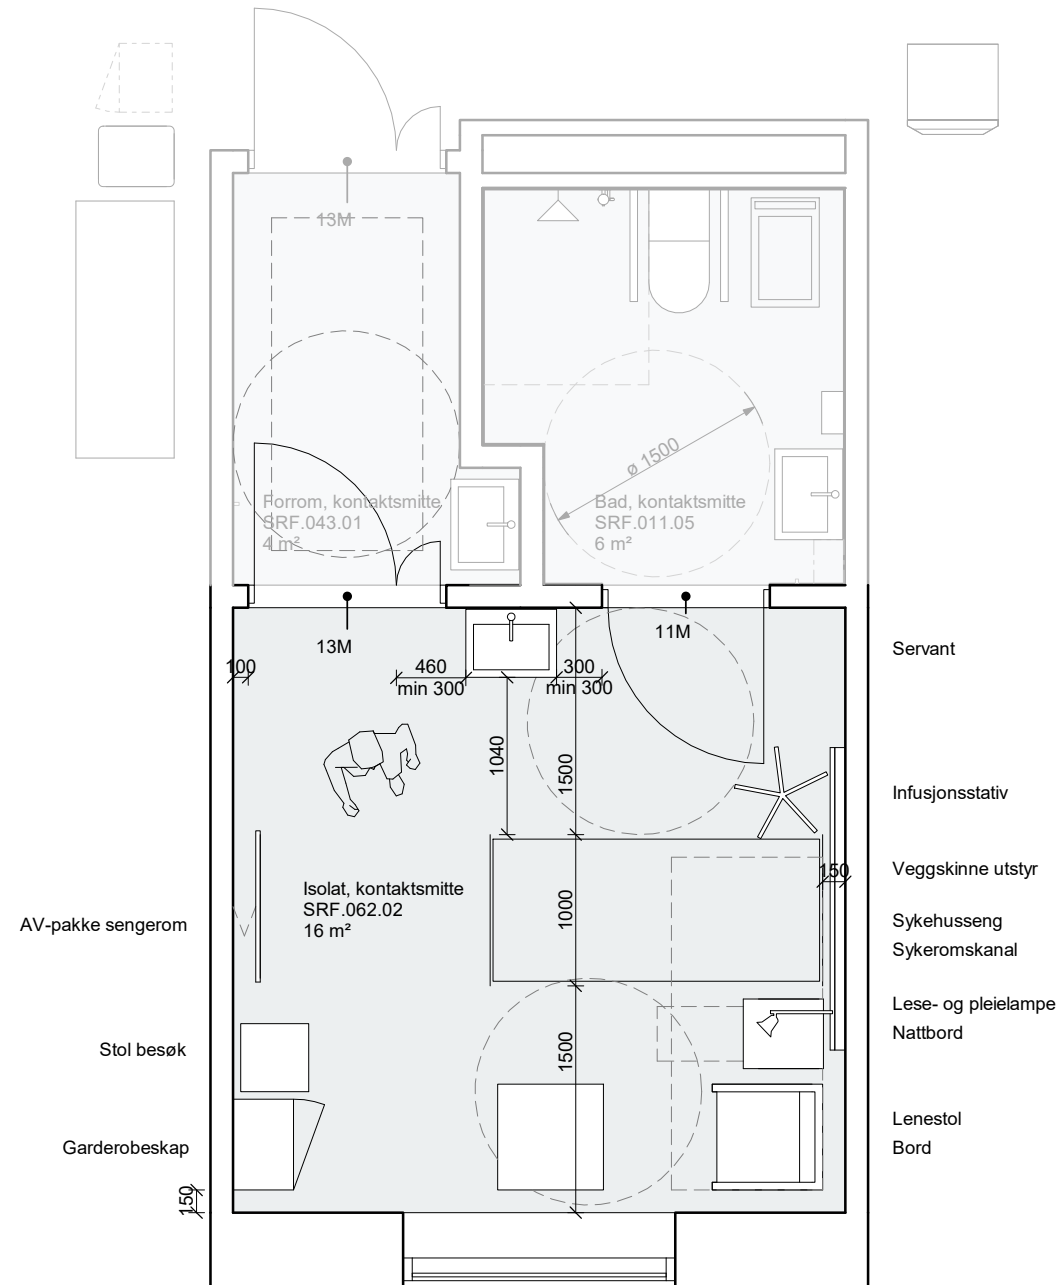 13M
ø 1500
Forrom, kontaktsmitte
SRF.043.01
4 m²
Bad, kontaktsmitte
SRF.011.05
6 m²
13M
11M
Servant
100
460
min 300
300
min 300
1040
1500
Infusjonsstativ
Veggskinne utstyr
150
Isolat, kontaktsmitte
SRF.062.02
16 m²
1000
AV-pakke sengerom
Sykehusseng
Sykeromskanal
Lese- og pleielampe
Nattbord
Stol besøk
1500
Garderobeskap
Lenestol
Bord
150